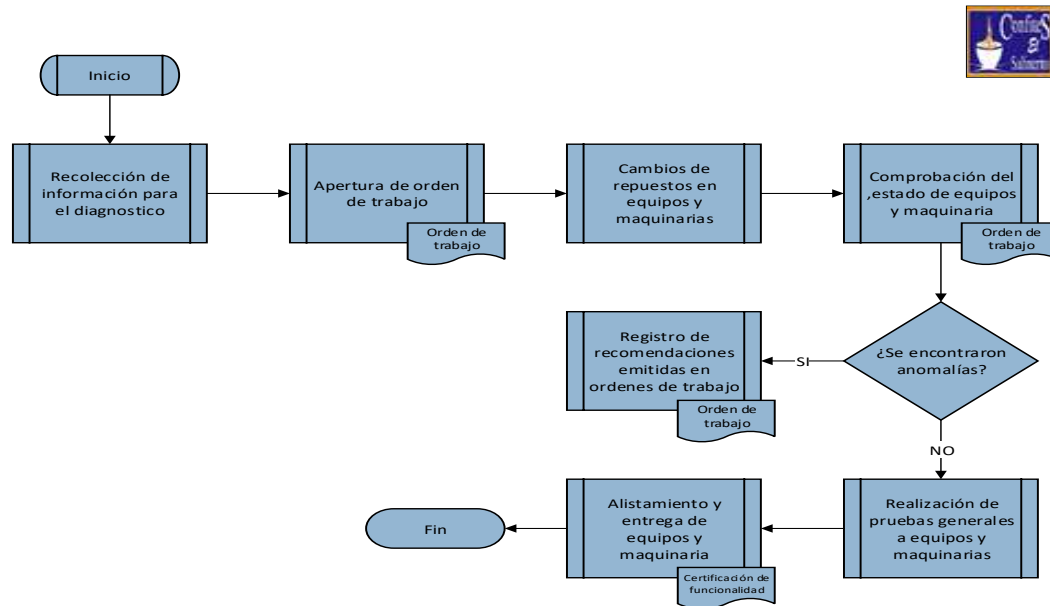 Confines
&
Inicio
Recolección de
información para
el diagnostico
Apertura de orden
de trabajo
Orden de
trabajo
Cambios de
repuestos en
equipos y
maquinarias
Comprobación del
,estado de equipos
y maquinaria
Orden de
trabajo
¿Se encontraron
anomalías?
SI
Registro de
recomendaciones
emitidas en
ordenes de trabajo
Orden de
trabajo
NO
Realización de
pruebas generales
a equipos y
maquinarias
Alistamiento y
entrega de
equipos y
maquinaria
Certificación de
funcionalidad
Fin